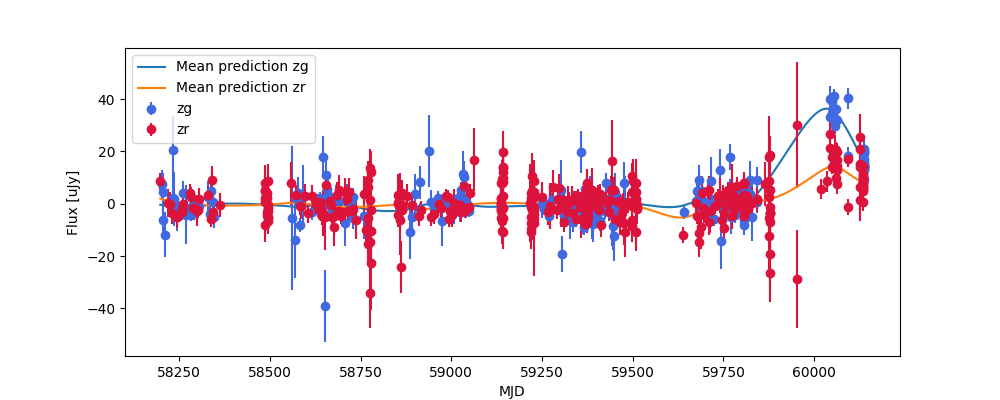 Mean prediction zg
Mean prediction zr
zg
zr
Flux [uJy]
40
20
0
−20
−40
58250
58500
58750
59000
59250
59500
59750
60000
MJD